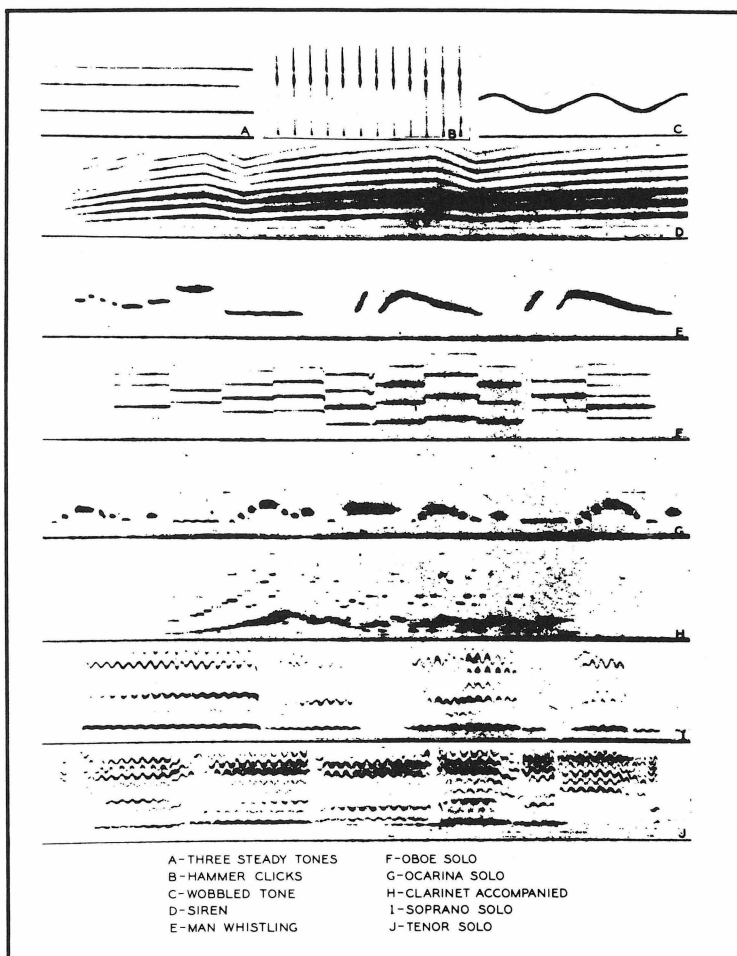 A
B
C
D
E
F
G
H
I
J
A-THREE STEADY TONES
B-HAMMER CLICKS
C-WOBBLED TONE
D-SIREN
E-MAN WHISTLING
F-OBOE SOLO
G-OCARINA SOLO
H-CLARINET ACCOMPANIED
I-SOPRANO SOLO
J-TENOR SOLO